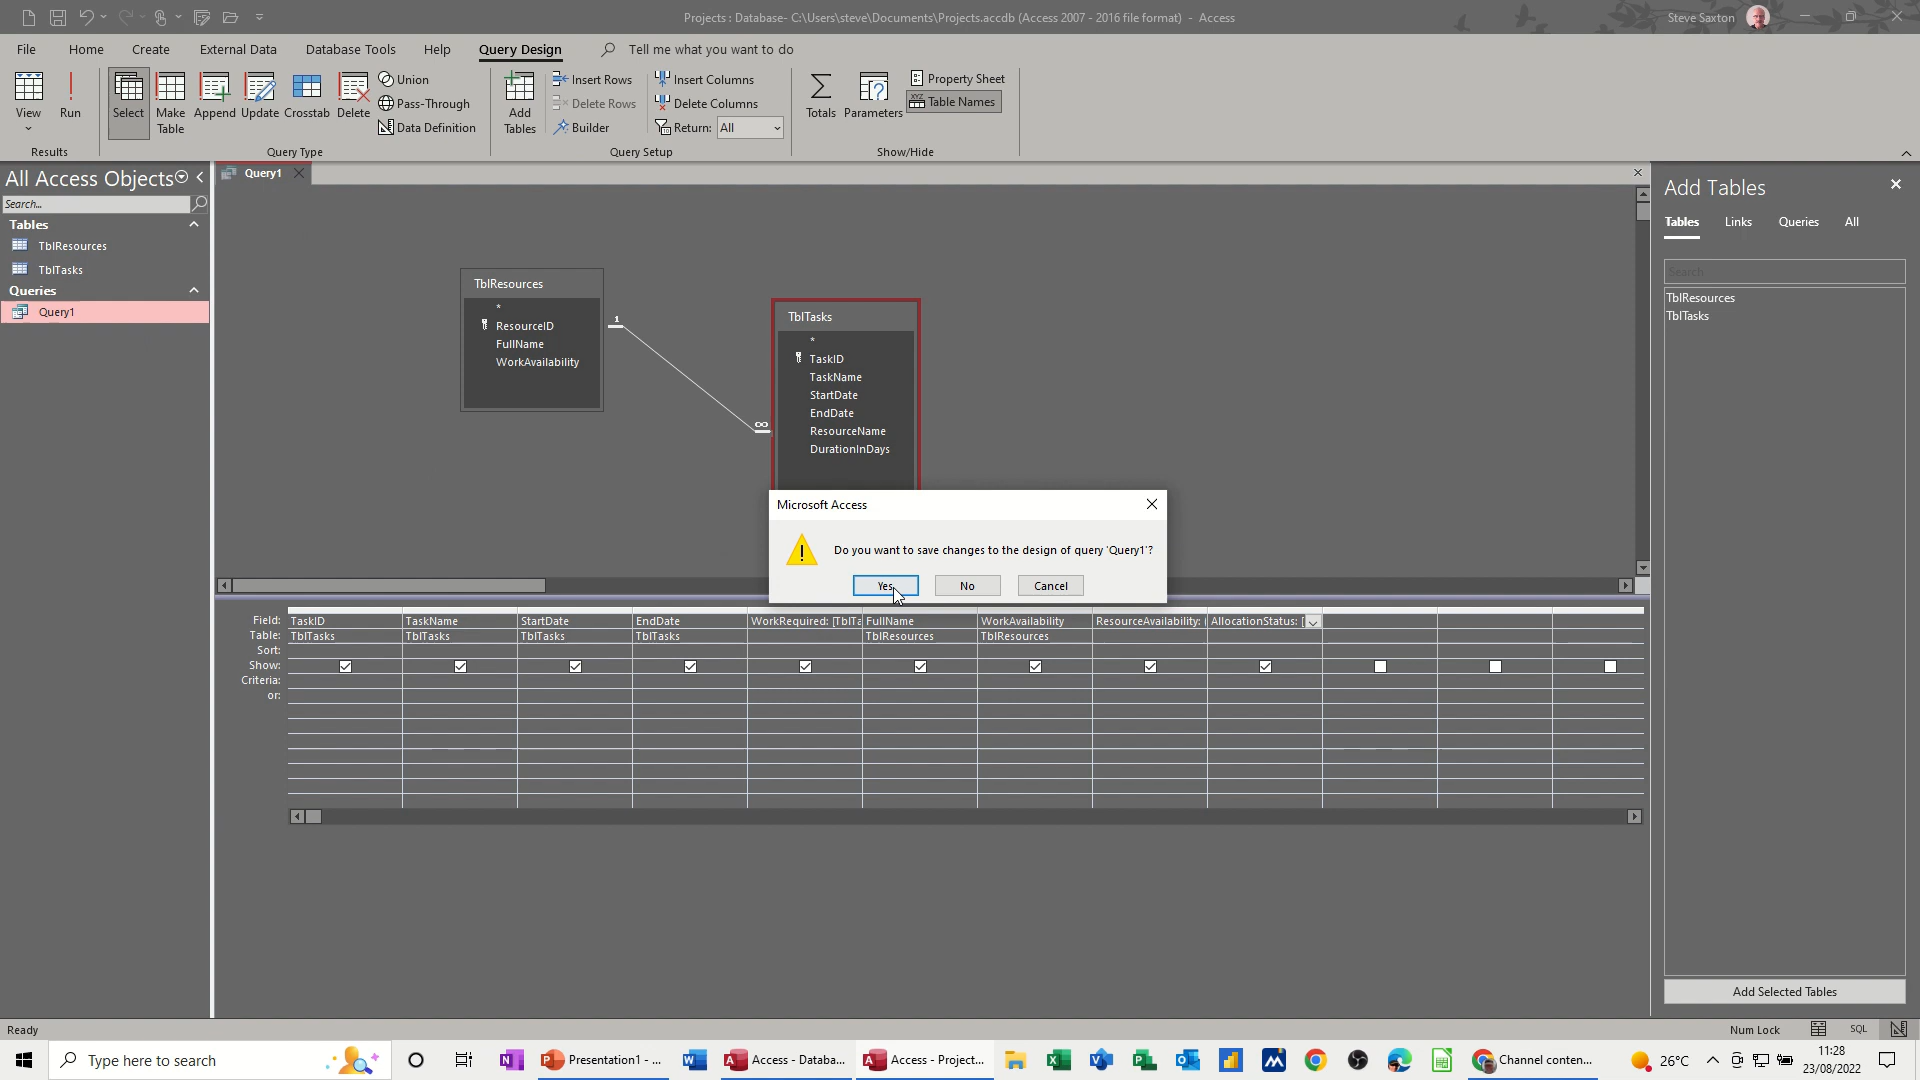 Projects : Database- C:\Users\steve\Documents\Projects.accdb (Access 2007 - 2016 file format)  -  Access
Steve Saxton
File
Home
Create
External Data
Database Tools
Help
Query Design
Tell me what you want to do
View
Run
Select
Make
Table
Append
Update
Crosstab
Delete
Union
Pass-Through
Data Definition
Add
Tables
Insert Rows
Delete Rows
Builder
Insert Columns
Delete Columns
Return: All
Totals
Parameters
Property Sheet
Table Names
Results
Query Type
Query Setup
Show/Hide
All Access Objects
Search...
Tables
TblResources
TblTasks
Queries
Query1
Query1
TblResources
*
ResourceID
FullName
WorkAvailability
1
∞
TblTasks
*
TaskID
TaskName
StartDate
EndDate
ResourceName
DurationInDays
Microsoft Access
Do you want to save changes to the design of query 'Query1'?
Yes
No
Cancel
Field: TaskID TaskName StartDate EndDate WorkRequired: [TblTa FullName WorkAvailability ResourceAvailability: ( AllocationStatus: [
Table: TblTasks TblTasks TblTasks TblTasks TblResources TblResources
Sort:
Show:
Criteria:
or:
Add Tables
Tables
Links
Queries
All
Search
TblResources
TblTasks
Add Selected Tables
Ready
Num Lock
SQL
Type here to search
Presentation1 - ...
Access - Databa...
Access - Project...
Channel conten...
26°C
11:28
23/08/2022